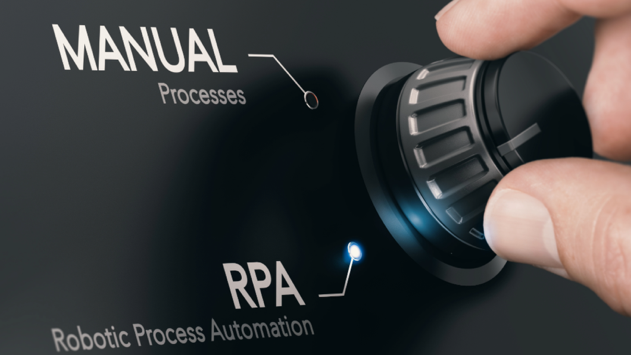 MANUAL
Processes
RPA
Robotic Process Automation